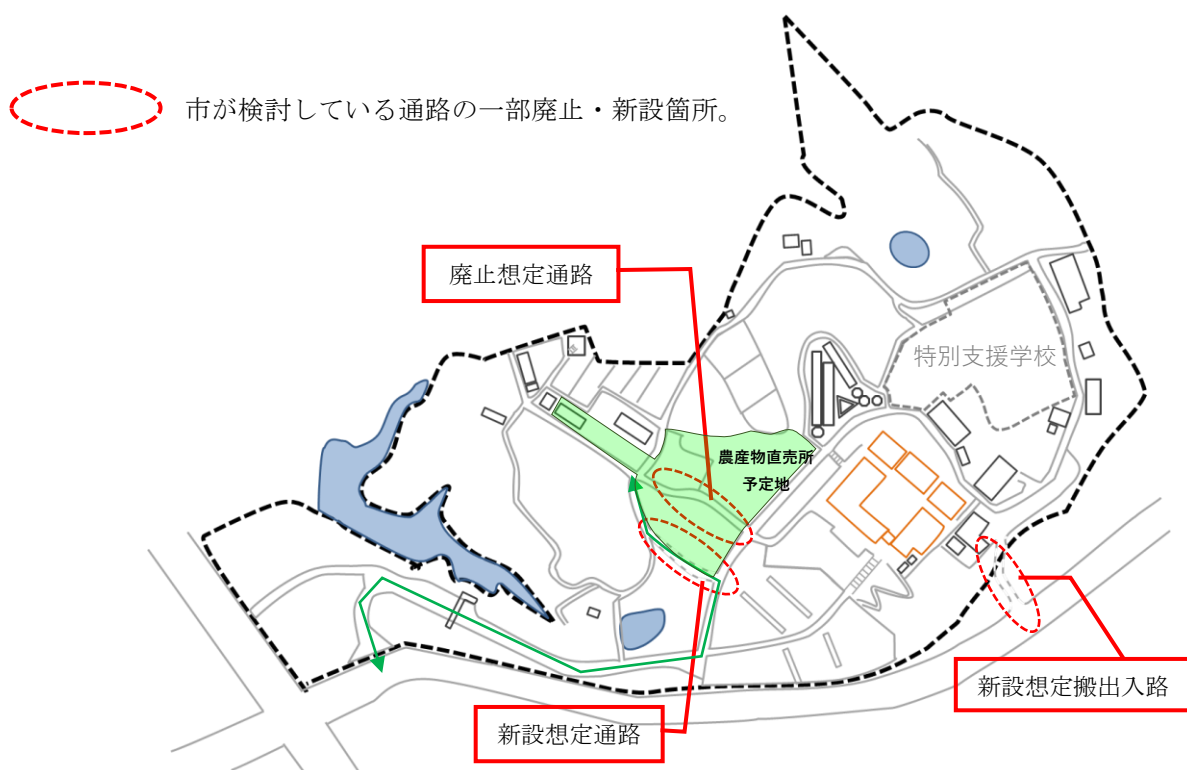 市が検討している通路の一部廃止・新設箇所。
廃止想定通路
特別支援学校
農産物直売所
予定地
新設想定搬出入路
新設想定通路